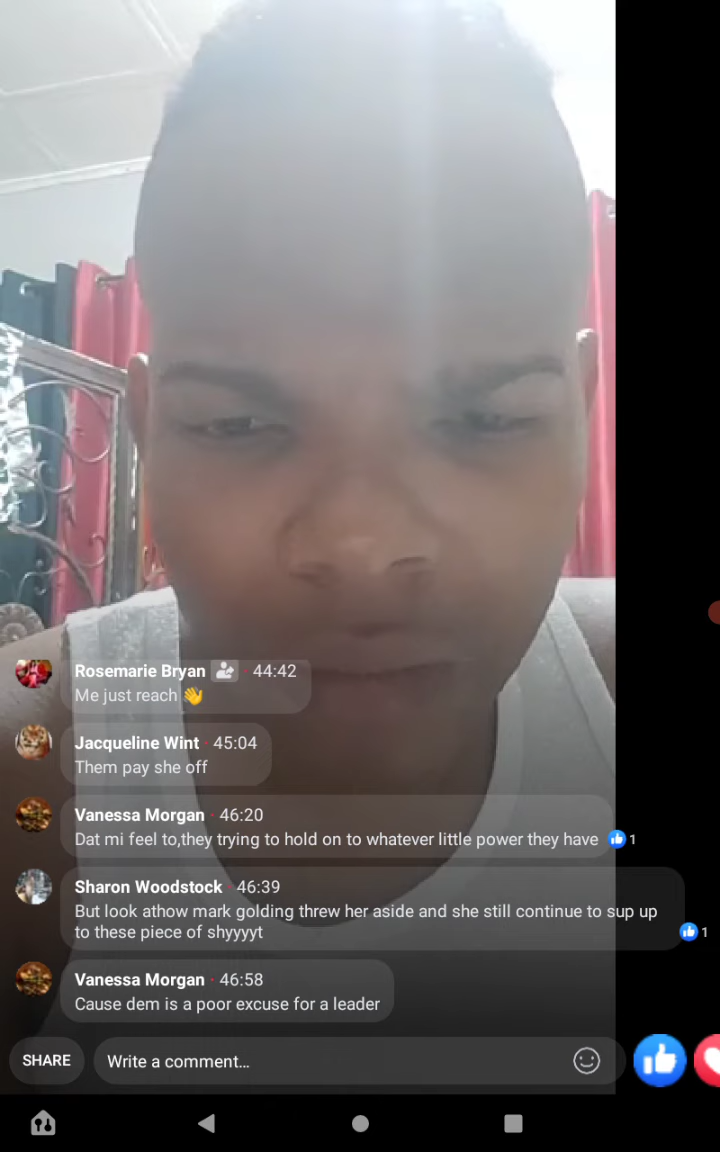 Rosemarie Bryan · 44:42
Me just reach 👋
Jacqueline Wint · 45:04
Them pay she off
Vanessa Morgan · 46:20
Dat mi feel to,they trying to hold on to whatever little power they have
1
Sharon Woodstock · 46:39
But look athow mark golding threw her aside and she still continue to sup up
to these piece of shyyyyt
1
Vanessa Morgan · 46:58
Cause dem is a poor excuse for a leader
SHARE
Write a comment...